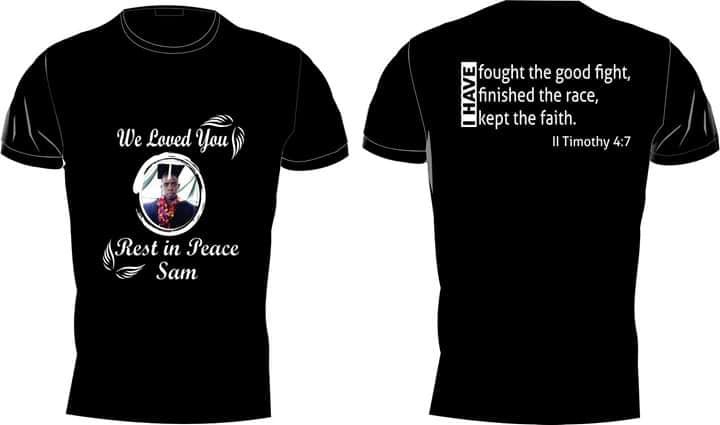 We Loved You
Rest in Peace
Sam
I HAVE
fought the good fight,
finished the race,
kept the faith.
II Timothy 4:7